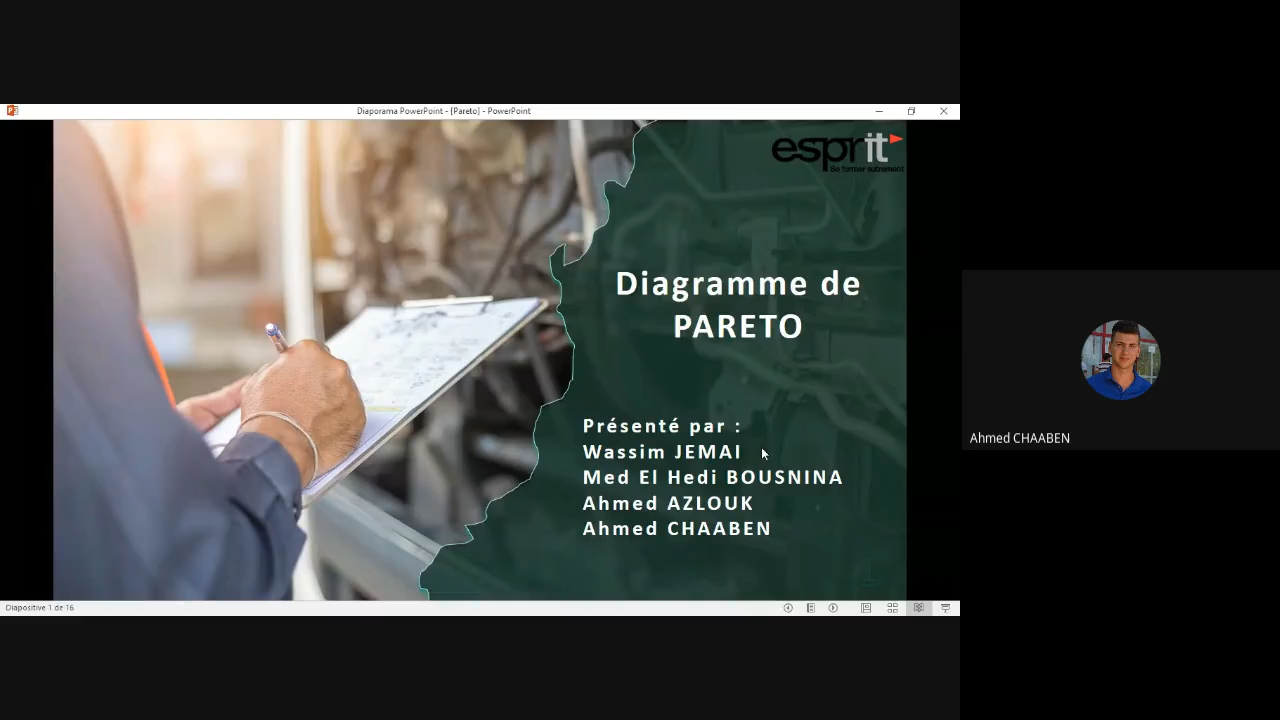 Diaporama PowerPoint - [Pareto] - PowerPoint
esprit
Se former autrement
Diagramme de
PARETO
Présenté par :
Wassim JEMAI
Med El Hedi BOUSNINA
Ahmed AZLOUK
Ahmed CHAABEN
Ahmed CHAABEN
Diapositive 1 de 16